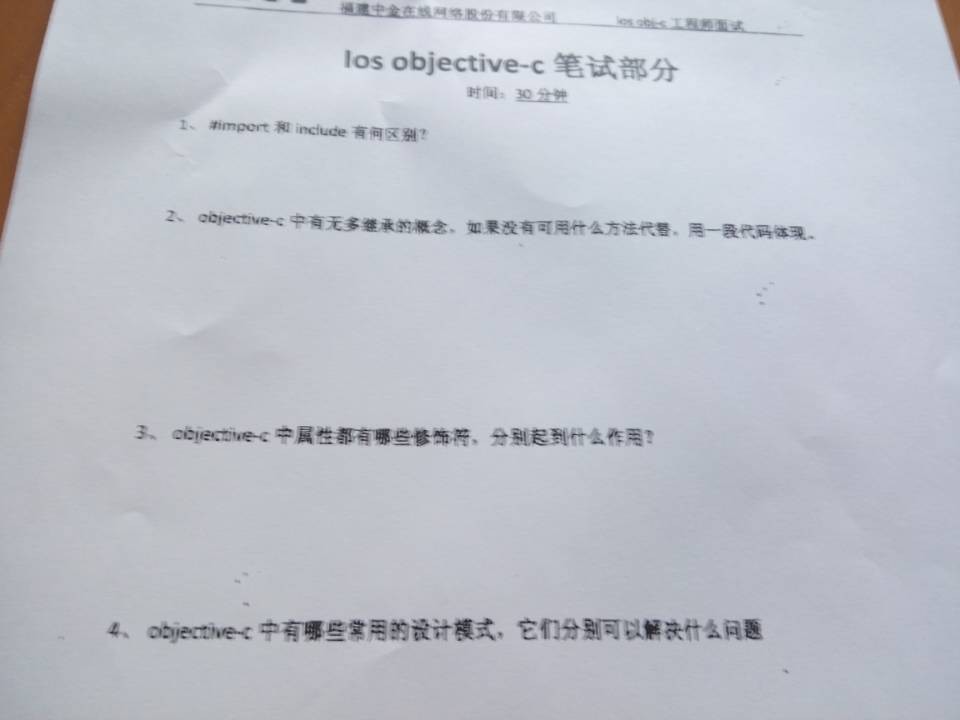 福建中金在线网络股份有限公司 ios obj-c 工程师面试
Ios objective-c 笔试部分
时间：30 分钟
1、 #import 和 include 有何区别？
2、 objective-c 中有无多继承的概念。如果没有可用什么方法代替。用一段代码体现。
3、 objective-c 中属性都有哪些修饰符，分别起到什么作用？
4、 objective-c 中有哪些常用的设计模式，它们分别可以解决什么问题